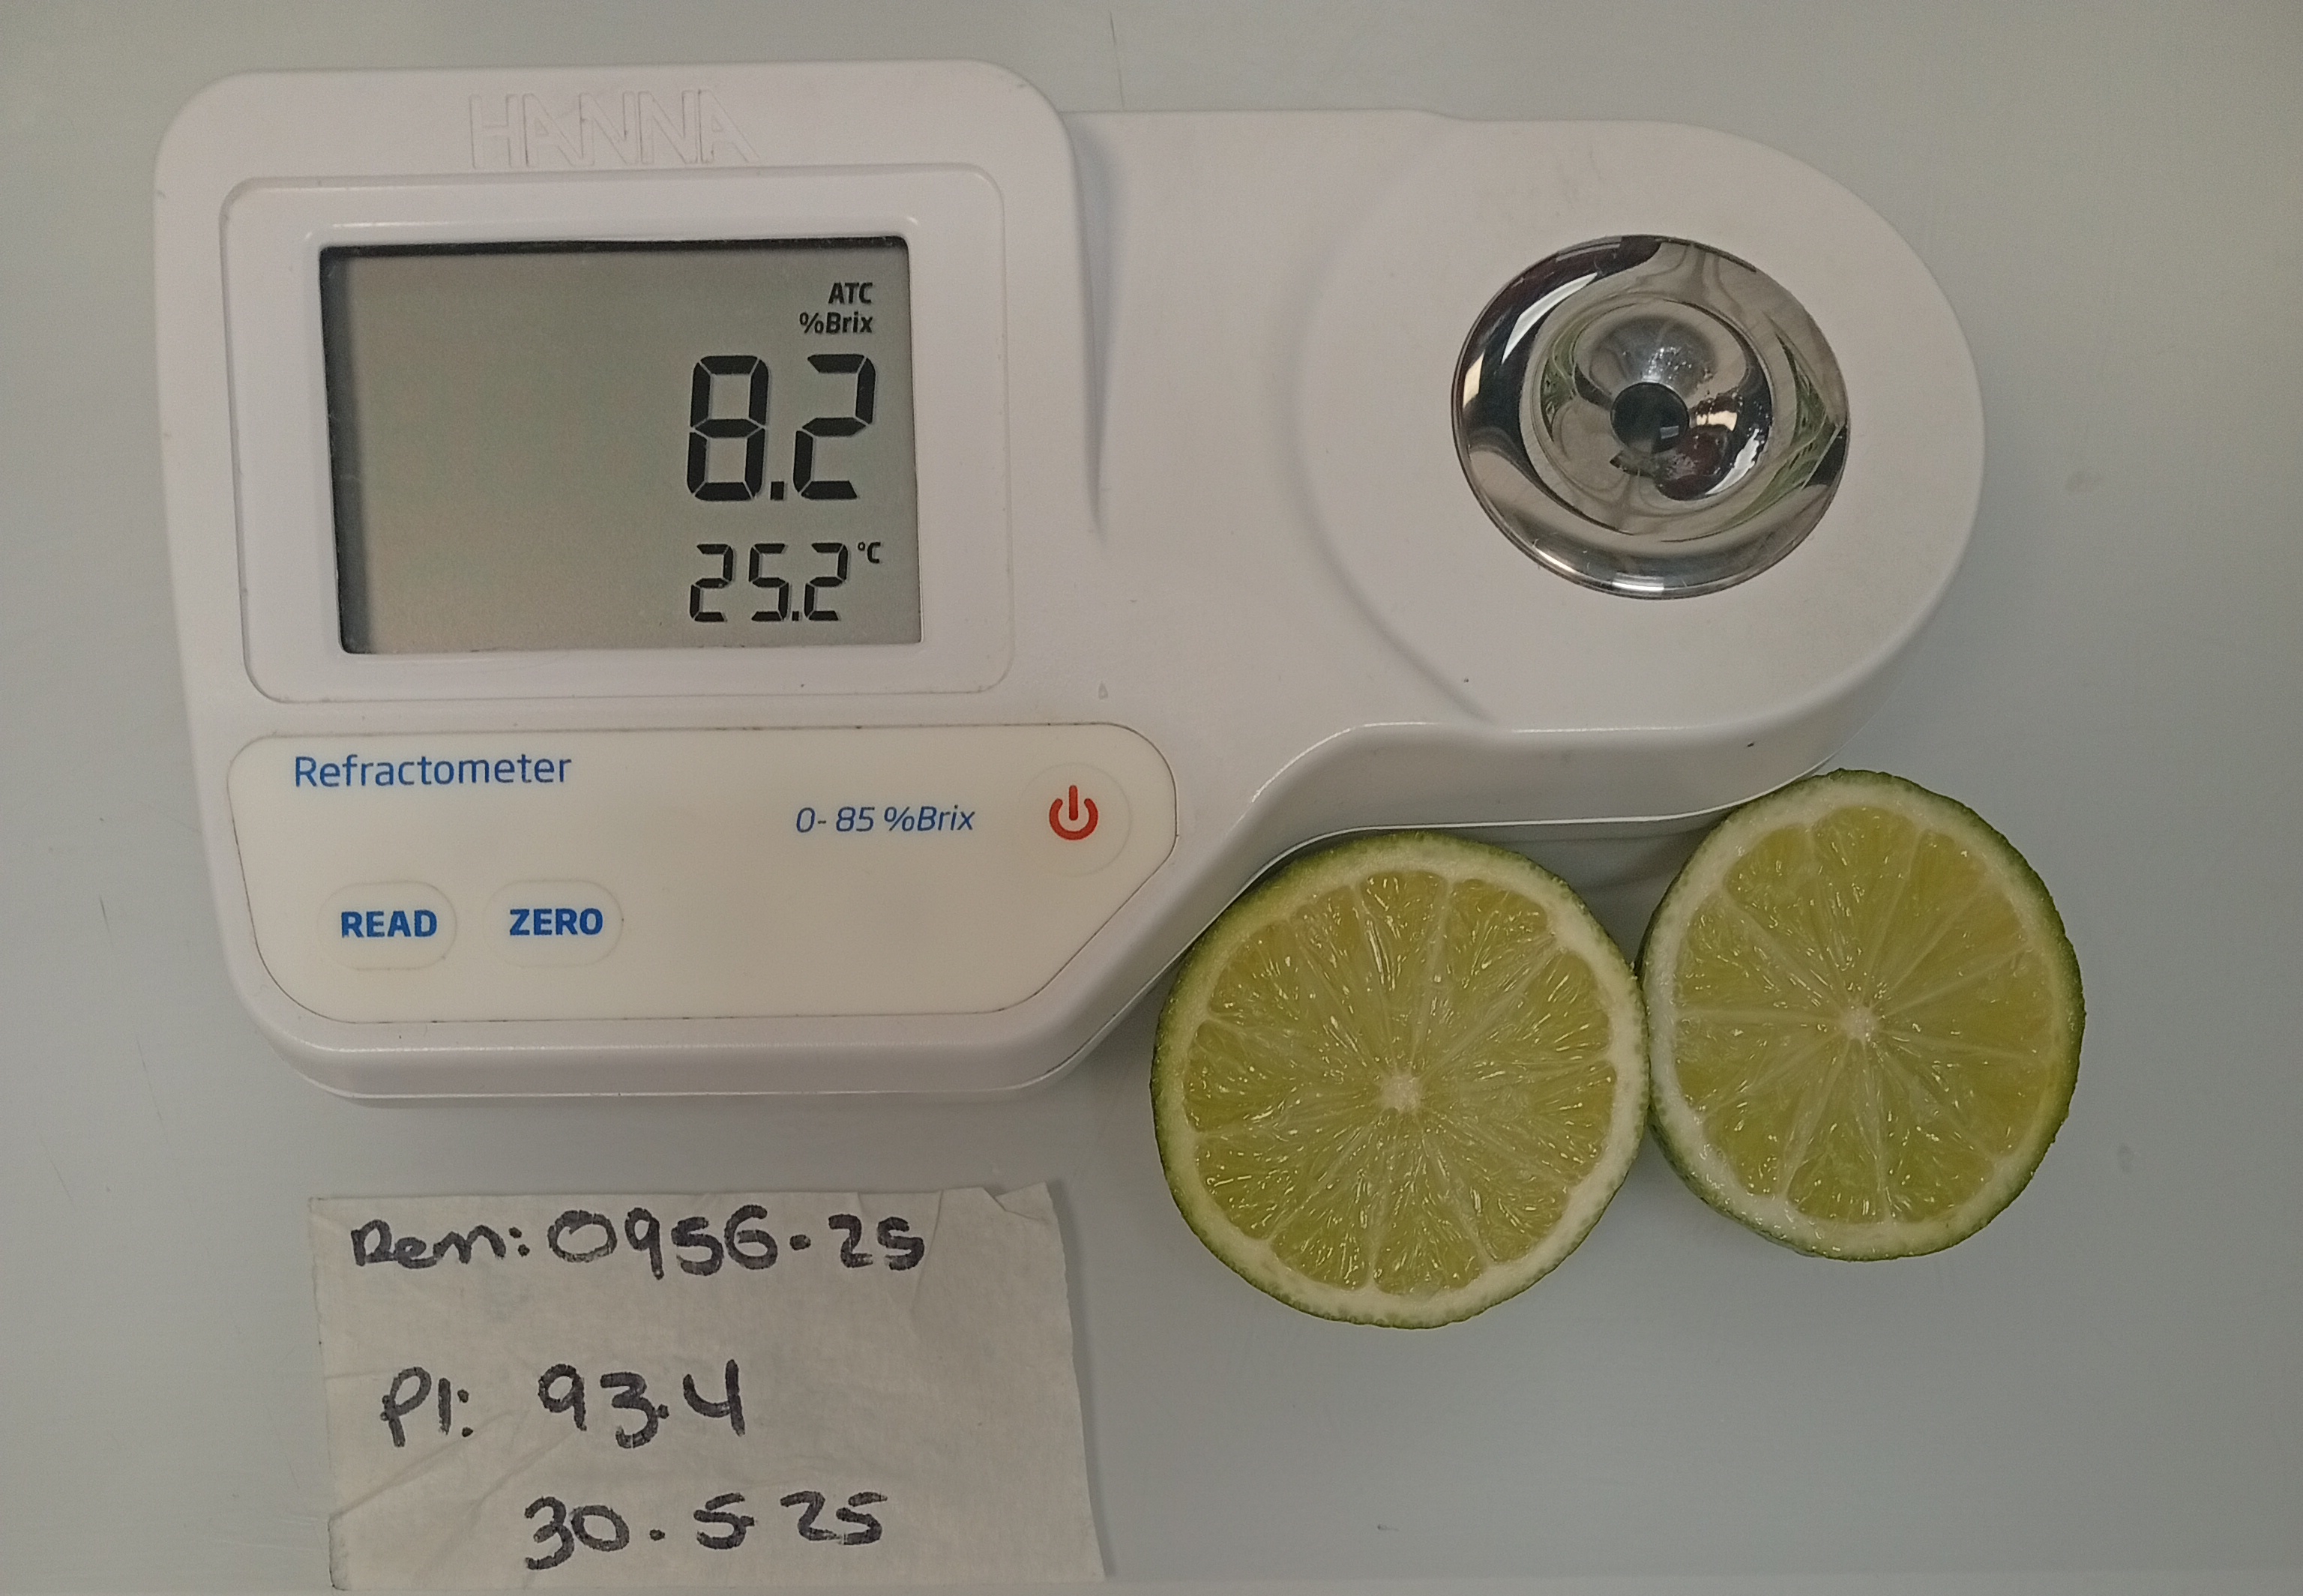 HANNA
ATC
%Brix
8.2
25.2 °C
Refractometer
0-85 %Brix
READ ZERO
Rem: 0956-25
PI: 93.4
30.5.25